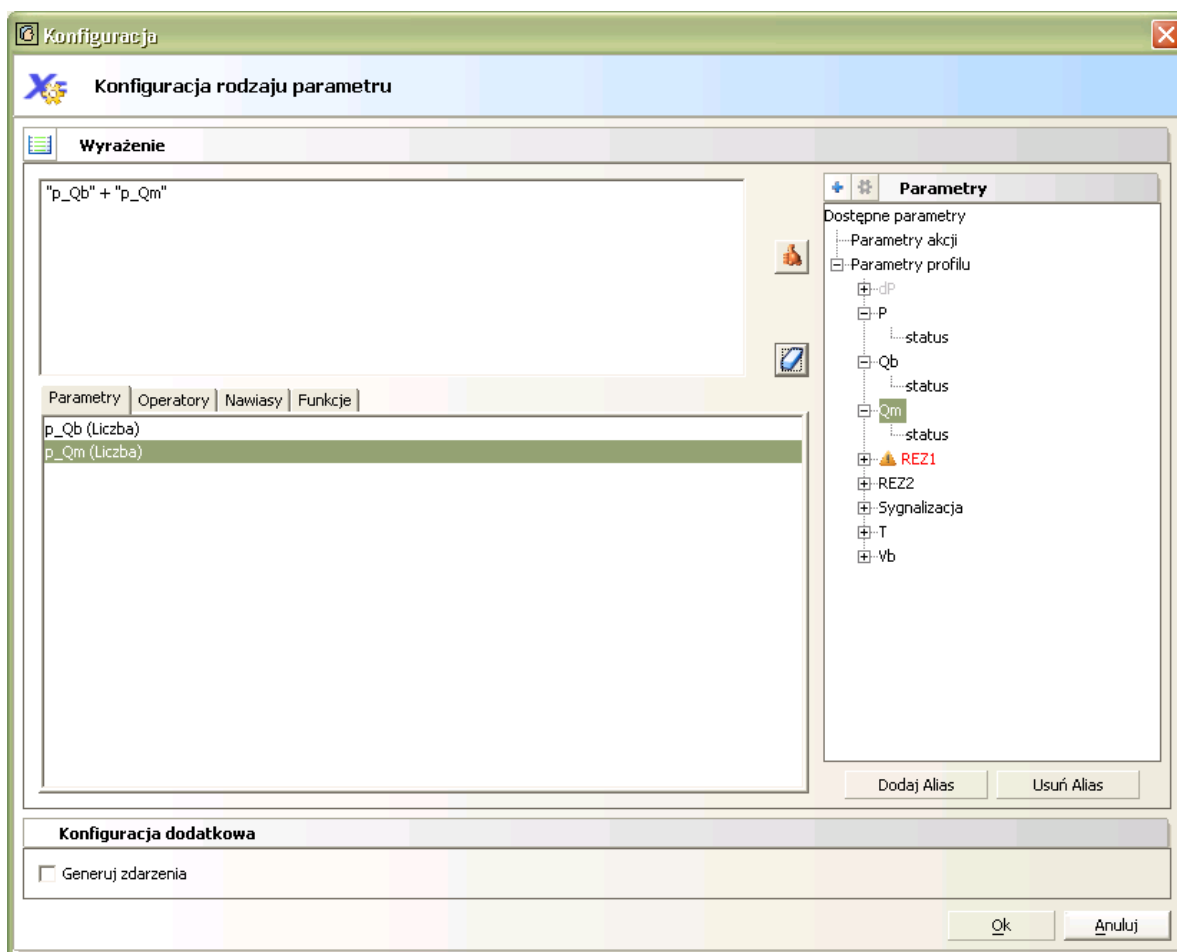 Konfiguracja
Konfiguracja rodzaju parametru
Wyrażenie
"p_Qb" + "p_Qm"
Parametry Operatory Nawiasy Funkcje
p_Qb (Liczba)
p_Qm (Liczba)
Parametry
Dostępne parametry
Parametry akcji
Parametry profilu
dP
P
status
Qb
status
Qm
status
REZ1
REZ2
Sygnalizacja
T
Vb
Dodaj Alias Usuń Alias
Konfiguracja dodatkowa
Generuj zdarzenia
Ok Anuluj